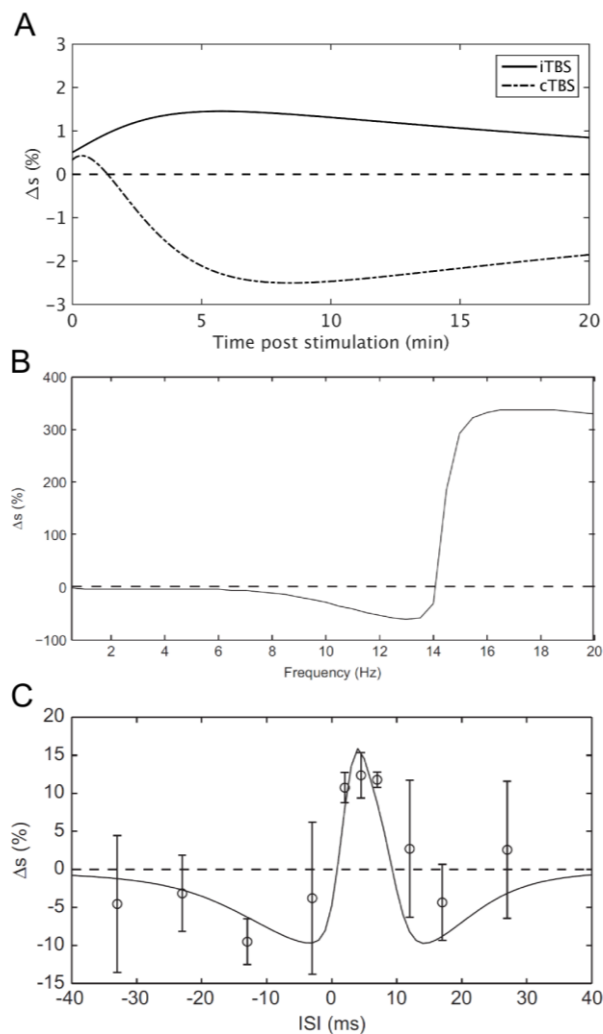 A
3
2
1
0
-1
-2
-3
Δs (%)
iTBS
cTBS
0 5 10 15 20
Time post stimulation (min)
B
400
300
200
100
0
−100
Δs (%)
2 4 6 8 10 12 14 16 18 20
Frequency (Hz)
C
20
15
10
5
0
-5
-10
-15
Δs (%)
-40 -30 -20 -10 0 10 20 30 40
ISI (ms)